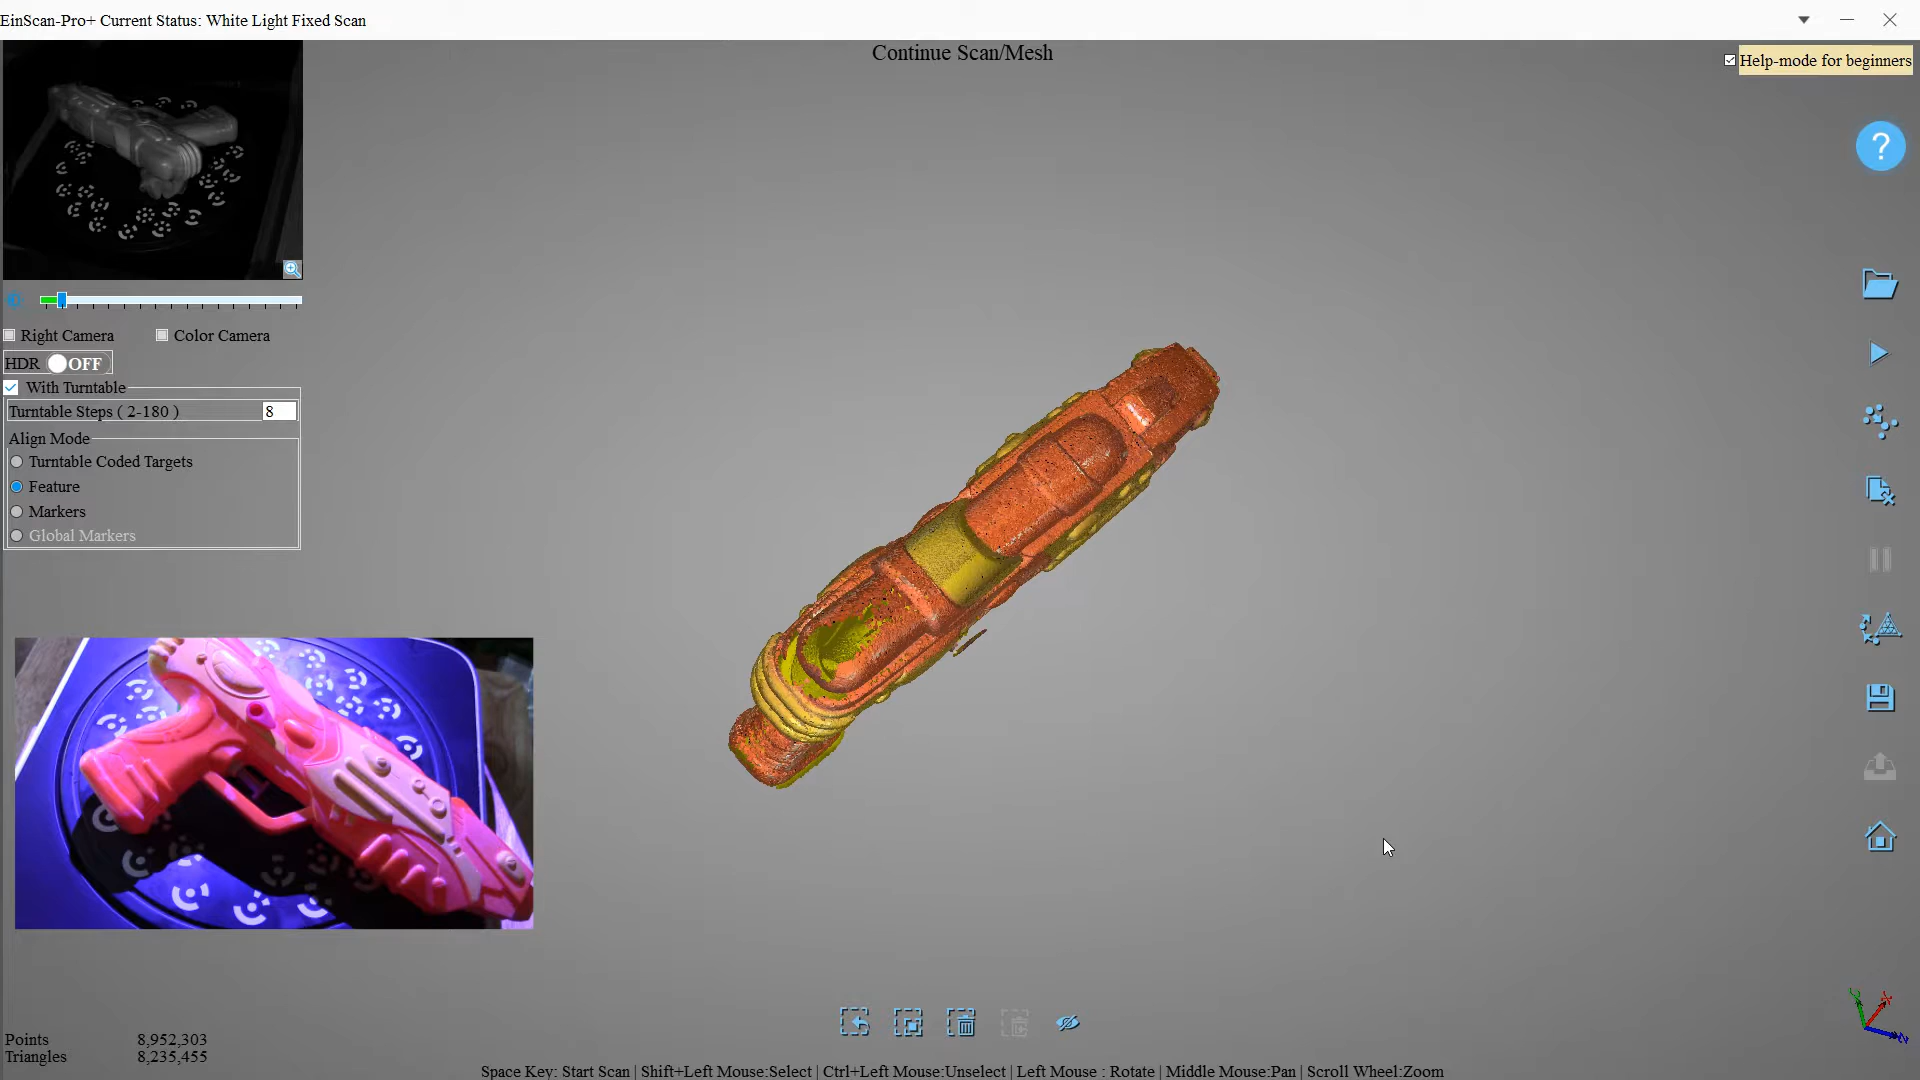 EinScan-Pro+ Current Status: White Light Fixed Scan
Continue Scan/Mesh
Help-mode for beginners
?
Right Camera
Color Camera
HDR OFF
With Turntable
Turntable Steps ( 2-180 ) 8
Align Mode
Turntable Coded Targets
Feature
Markers
Global Markers
Points 8,952,303
Triangles 8,235,455
Space Key: Start Scan | Shift+Left Mouse:Select | Ctrl+Left Mouse:Unselect | Left Mouse : Rotate | Middle Mouse:Pan | Scroll Wheel:Zoom